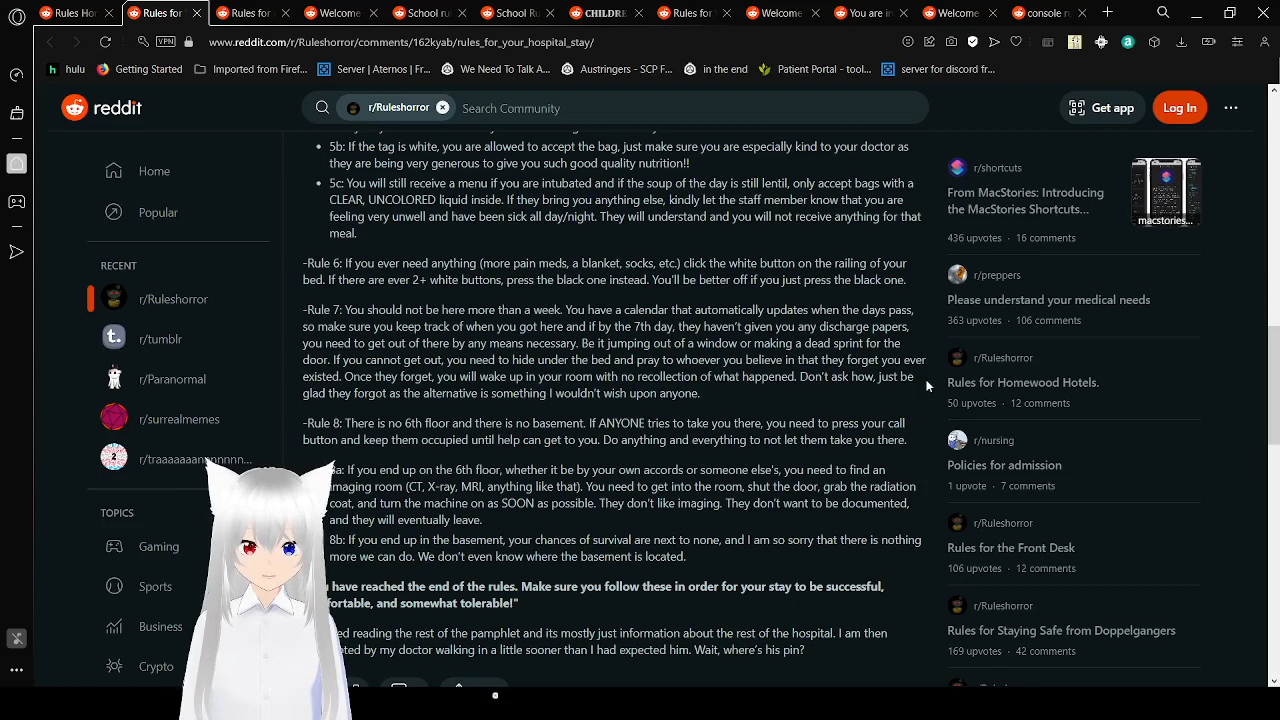 Rules Ho
Rules for
Rules for
Welcome
School ru
School Ru
CHILDRE
Rules for
Welcome
You are in
Welcome
console ru
VPN
www.reddit.com/r/Ruleshorror/comments/162kyab/rules_for_your_hospital_stay/
hulu
Getting Started
Imported from Firef...
Server | Aternos | Fr...
We Need To Talk A...
Austringers - SCP F...
in the end
Patient Portal - tool...
server for discord fr...
reddit
r/Ruleshorror
Search Community
Get app
Log In
Home
Popular
RECENT
r/Ruleshorror
r/tumblr
r/Paranormal
r/surrealmemes
r/traaaaaaannnnnnn...
TOPICS
Gaming
Sports
Business
Crypto
5b: If the tag is white, you are allowed to accept the bag, just make sure you are especially kind to your doctor as
they are being very generous to give you such good quality nutrition!!
5c: You will still receive a menu if you are intubated and if the soup of the day is still lentil, only accept bags with a
CLEAR, UNCOLORED liquid inside. If they bring you anything else, kindly let the staff member know that you are
feeling very unwell and have been sick all day/night. They will understand and you will not receive anything for that
meal.
-Rule 6: If you ever need anything (more pain meds, a blanket, socks, etc.) click the white button on the railing of your
bed. If there are ever 2+ white buttons, press the black one instead. You'll be better off if you just press the black one.
-Rule 7: You should not be here more than a week. You have a calendar that automatically updates when the days pass,
so make sure you keep track of when you got here and if by the 7th day, they haven't given you any discharge papers,
you need to get out of there by any means necessary. Be it jumping out of a window or making a dead sprint for the
door. If you cannot get out, you need to hide under the bed and pray to whoever you believe in that they forget you ever
existed. Once they forget, you will wake up in your room with no recollection of what happened. Don't ask how, just be
glad they forgot as the alternative is something I wouldn't wish upon anyone.
-Rule 8: There is no 6th floor and there is no basement. If ANYONE tries to take you there, you need to press your call
button and keep them occupied until help can get to you. Do anything and everything to not let them take you there.
a: If you end up on the 6th floor, whether it be by your own accords or someone else's, you need to find an
imaging room (CT, X-ray, MRI, anything like that). You need to get into the room, shut the door, grab the radiation
coat, and turn the machine on as SOON as possible. They don't like imaging. They don't want to be documented,
and they will eventually leave.
8b: If you end up in the basement, your chances of survival are next to none, and I am so sorry that there is nothing
more we can do. We don't even know where the basement is located.
have reached the end of the rules. Make sure you follow these in order for your stay to be successful,
fortable, and somewhat tolerable!"
ed reading the rest of the pamphlet and its mostly just information about the rest of the hospital. I am then
pted by my doctor walking in a little sooner than I had expected him. Wait, where's his pin?
r/shortcuts
From MacStories: Introducing
the MacStories Shortcuts...
macstories...
436 upvotes · 16 comments
r/preppers
Please understand your medical needs
363 upvotes · 106 comments
r/Ruleshorror
Rules for Homewood Hotels.
50 upvotes · 12 comments
r/nursing
Policies for admission
1 upvote · 7 comments
r/Ruleshorror
Rules for the Front Desk
106 upvotes · 12 comments
r/Ruleshorror
Rules for Staying Safe from Doppelgangers
169 upvotes · 42 comments